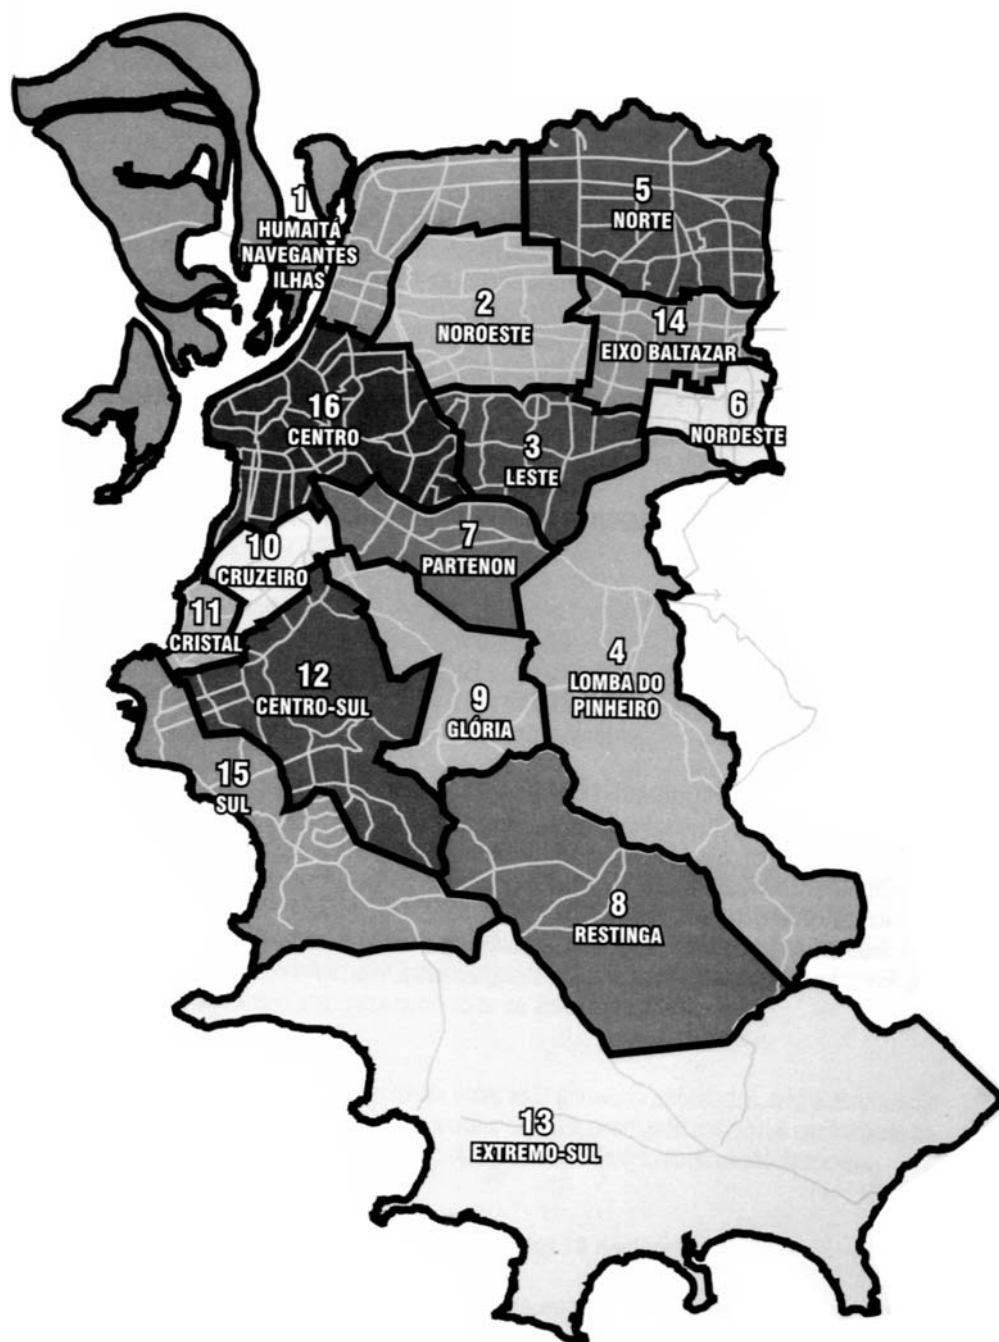 5
NORTE
1
HUMAITÁ
NAVEGANTES
ILHAS
2
NOROESTE
14
EIXO BALTAZAR
16
CENTRO
6
NORDESTE
3
LESTE
7
PARTENON
10
CRUZEIRO
11
CRISTAL
4
LOMBA DO
PINHEIRO
12
CENTRO-SUL
9
GLÓRIA
15
SUL
8
RESTINGA
13
EXTREMO-SUL